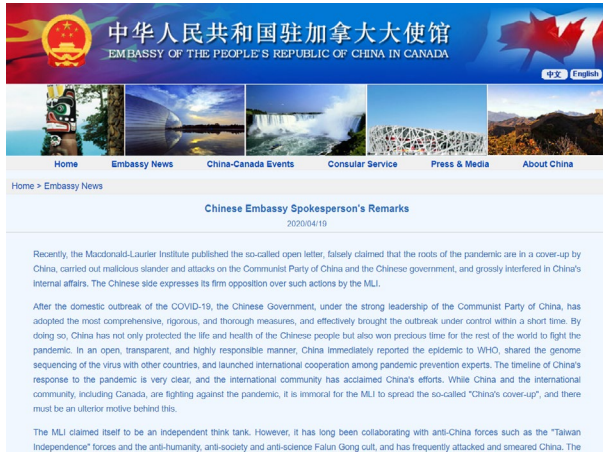 中华人民共和国驻加拿大大使馆
EMBASSY OF THE PEOPLE'S REPUBLIC OF CHINA IN CANADA
中文 English
Home Embassy News China-Canada Events Consular Service Press & Media About China
Home > Embassy News
Chinese Embassy Spokesperson's Remarks
2020/04/19
Recently, the Macdonald-Laurier Institute published the so-called open letter, falsely claimed that the roots of the pandemic are in a cover-up by
China, carried out malicious slander and attacks on the Communist Party of China and the Chinese government, and grossly interfered in China's
internal affairs. The Chinese side expresses its firm opposition over such actions by the MLI.
After the domestic outbreak of the COVID-19, the Chinese Government, under the strong leadership of the Communist Party of China, has
adopted the most comprehensive, rigorous, and thorough measures, and effectively brought the outbreak under control within a short time. By
doing so, China has not only protected the life and health of the Chinese people but also won precious time for the rest of the world to fight the
pandemic. In an open, transparent, and highly responsible manner, China immediately reported the epidemic to WHO, shared the genome
sequencing of the virus with other countries, and launched international cooperation among pandemic prevention experts. The timeline of China's
response to the pandemic is very clear, and the international community has acclaimed China's efforts. While China and the international
community, including Canada, are fighting against the pandemic, it is immoral for the MLI to spread the so-called "China's cover-up", and there
must be an ulterior motive behind this.
The MLI claimed itself to be an independent think tank. However, it has long been collaborating with anti-China forces such as the "Taiwan
Independence" forces and the anti-humanity, anti-society and anti-science Falun Gong cult, and has frequently attacked and smeared China. The